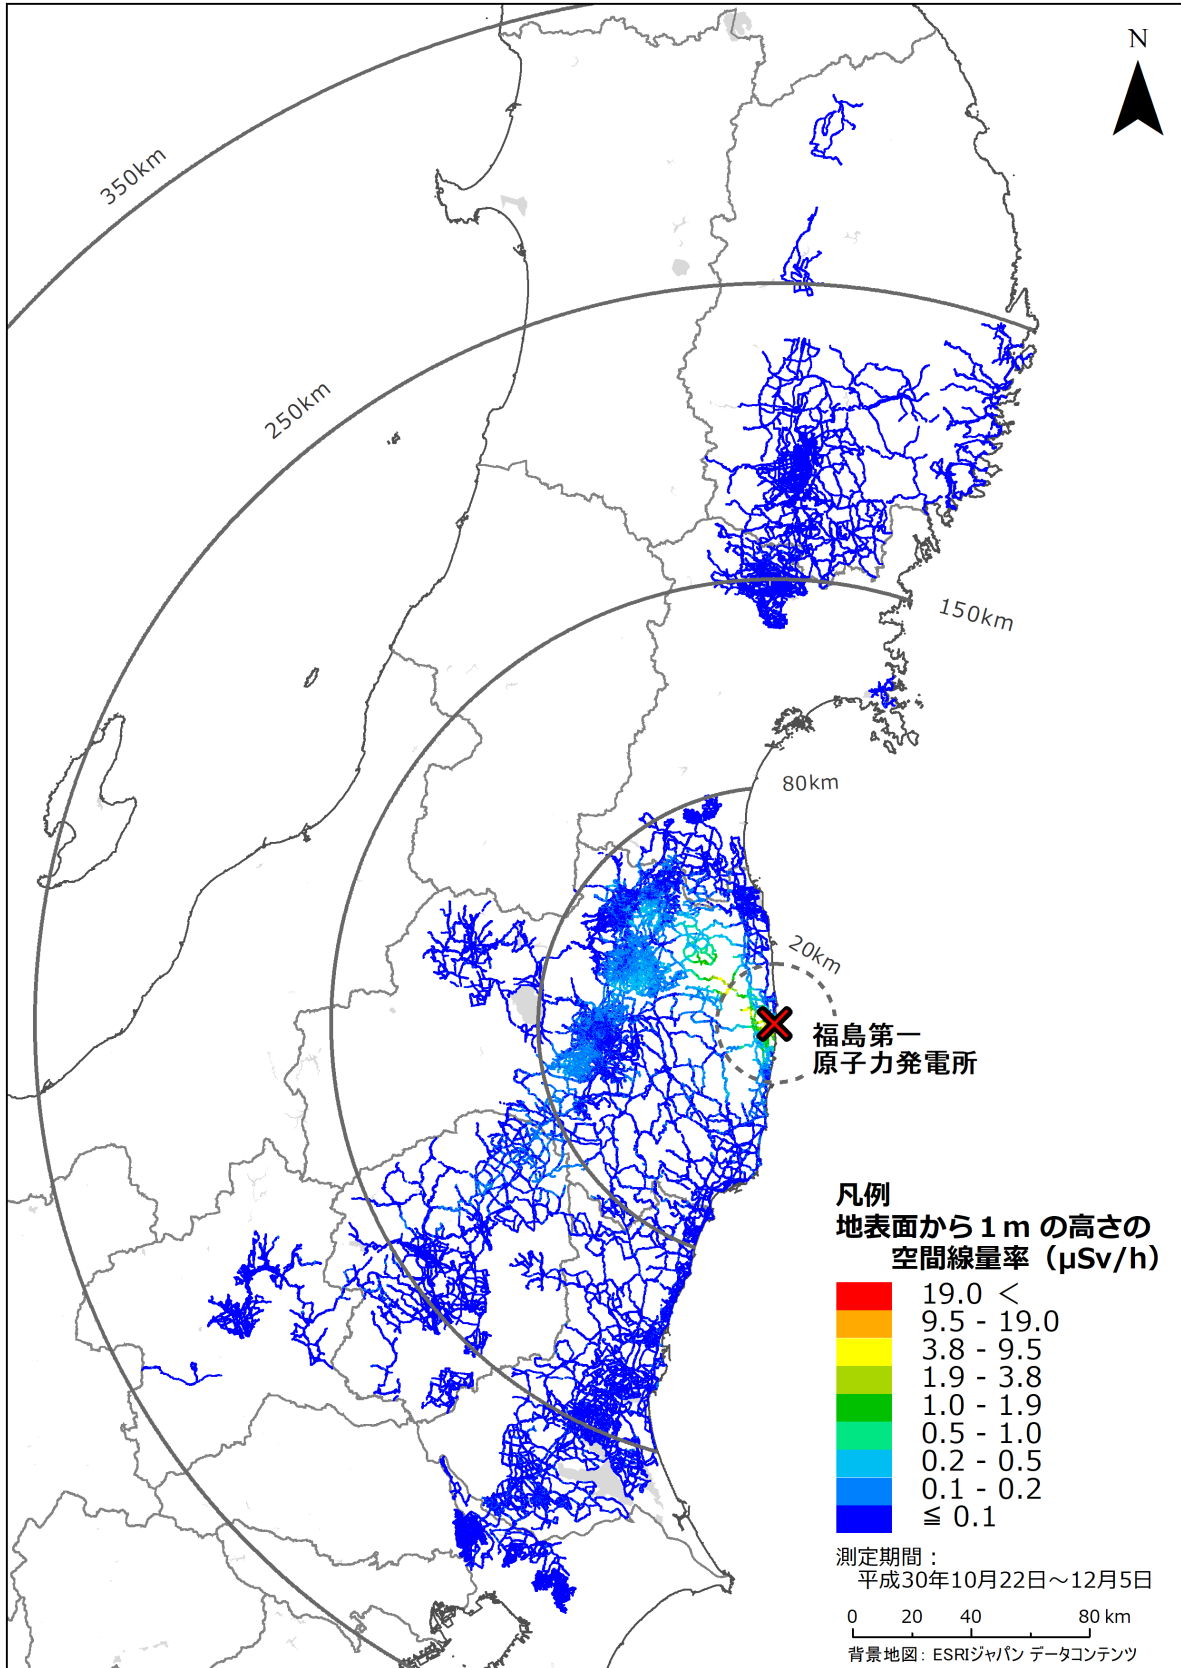 N
350km
250km
150km
80km
20km
福島第一
原子力発電所
凡例
地表面から1mの高さの
空間線量率(μSv/h)
19.0 <
9.5 - 19.0
3.8 - 9.5
1.9 - 3.8
1.0 - 1.9
0.5 - 1.0
0.2 - 0.5
0.1 - 0.2
≦ 0.1
測定期間:
平成30年10月22日~12月5日
0 20 40 80 km
背景地図: ESRIジャパン データコンテンツ